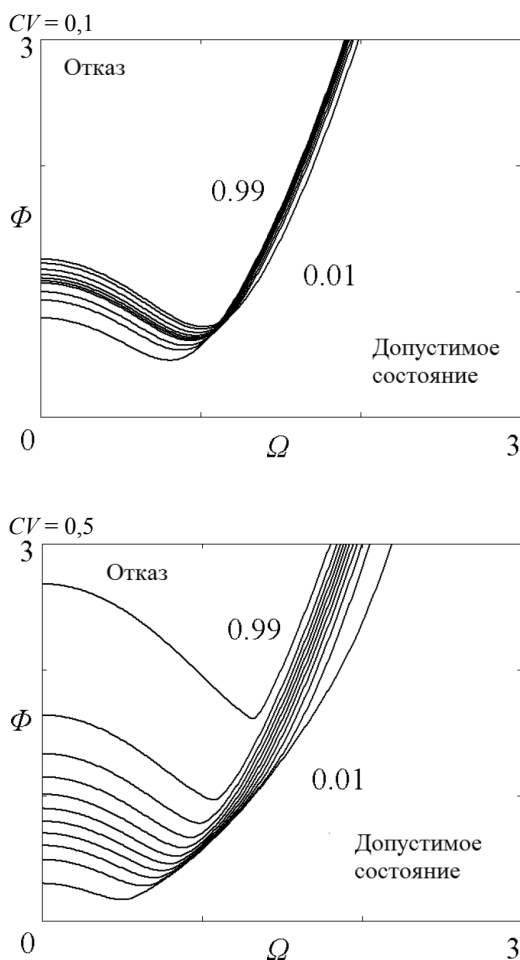 CV = 0,1
3
Отказ
0.99
Φ
0.01
Допустимое
состояние
0
Ω
3
CV = 0,5
3
Отказ
0.99
Φ
0.01
Допустимое
состояние
0
Ω
3